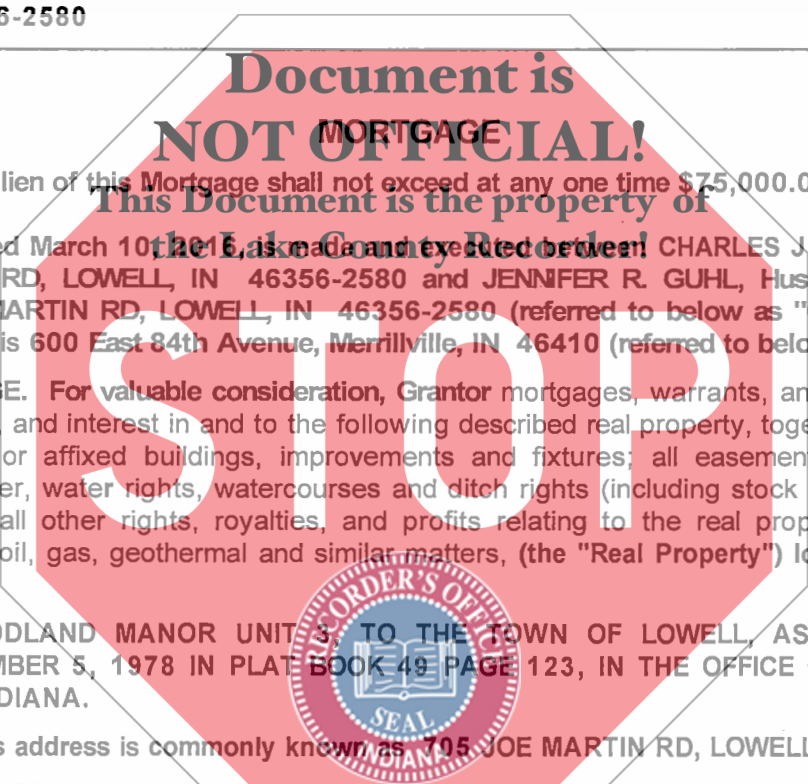 6-2580
Document is
NOT OFFICIAL!
MORTGAGE
lien of this Mortgage shall not exceed at any one time $75,000.0
This Document is the property of
the Lake County Recorder!
ed March 10, 2016, is made and executed between CHARLES J
RD, LOWELL, IN 46356-2580 and JENNIFER R. GUHL, Hus
MARTIN RD, LOWELL, IN 46356-2580 (referred to below as "
is 600 East 84th Avenue, Merrillville, IN 46410 (referred to belo
STOP
GE. For valuable consideration, Grantor mortgages, warrants, an
, and interest in and to the following described real property, toge
or affixed buildings, improvements and fixtures; all easemen
er, water rights, watercourses and ditch rights (including stock
all other rights, royalties, and profits relating to the real prop
oil, gas, geothermal and similar matters, (the "Real Property") lo
RECORDER'S OFFICE
SEAL
INDIANA
ODLAND MANOR UNIT 3, TO THE TOWN OF LOWELL, AS
MBER 5, 1978 IN PLAT BOOK 49 PAGE 123, IN THE OFFICE
DIANA.
s address is commonly known as 705 JOE MARTIN RD, LOWELL